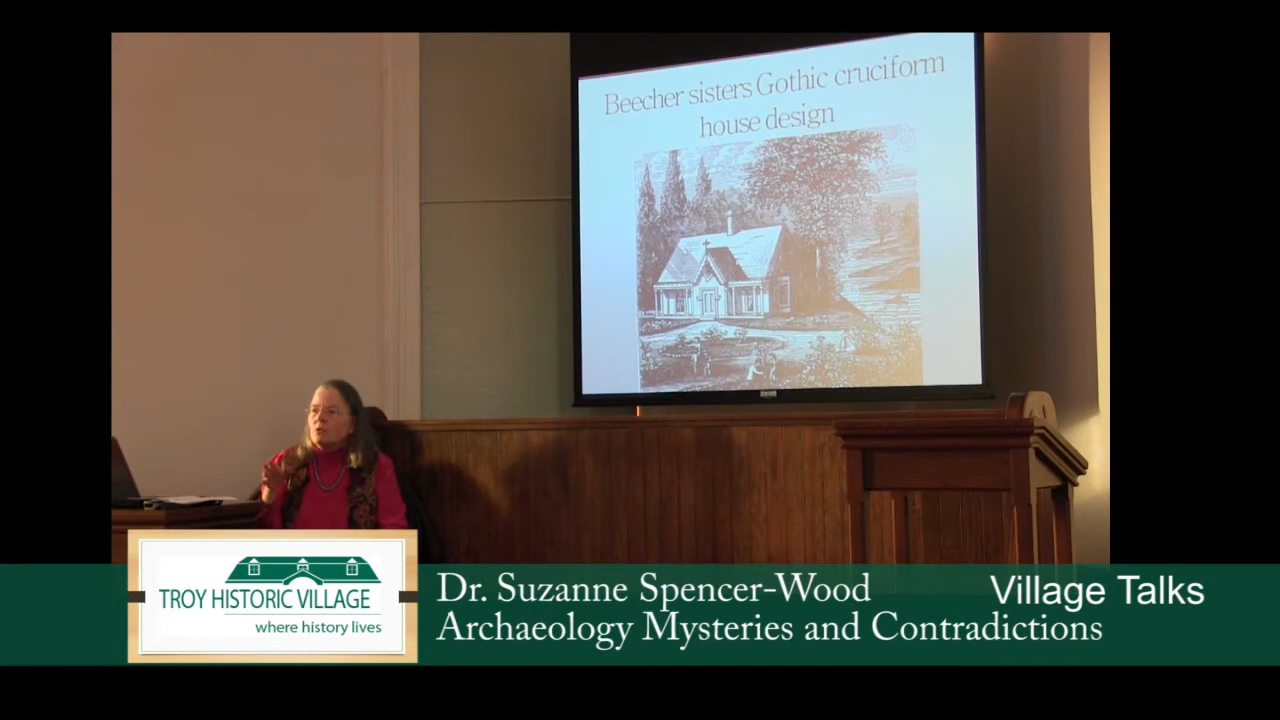 Beecher sisters Gothic cruciform
house design
TROY HISTORIC VILLAGE
where history lives
Dr. Suzanne Spencer-Wood
Village Talks
Archaeology Mysteries and Contradictions